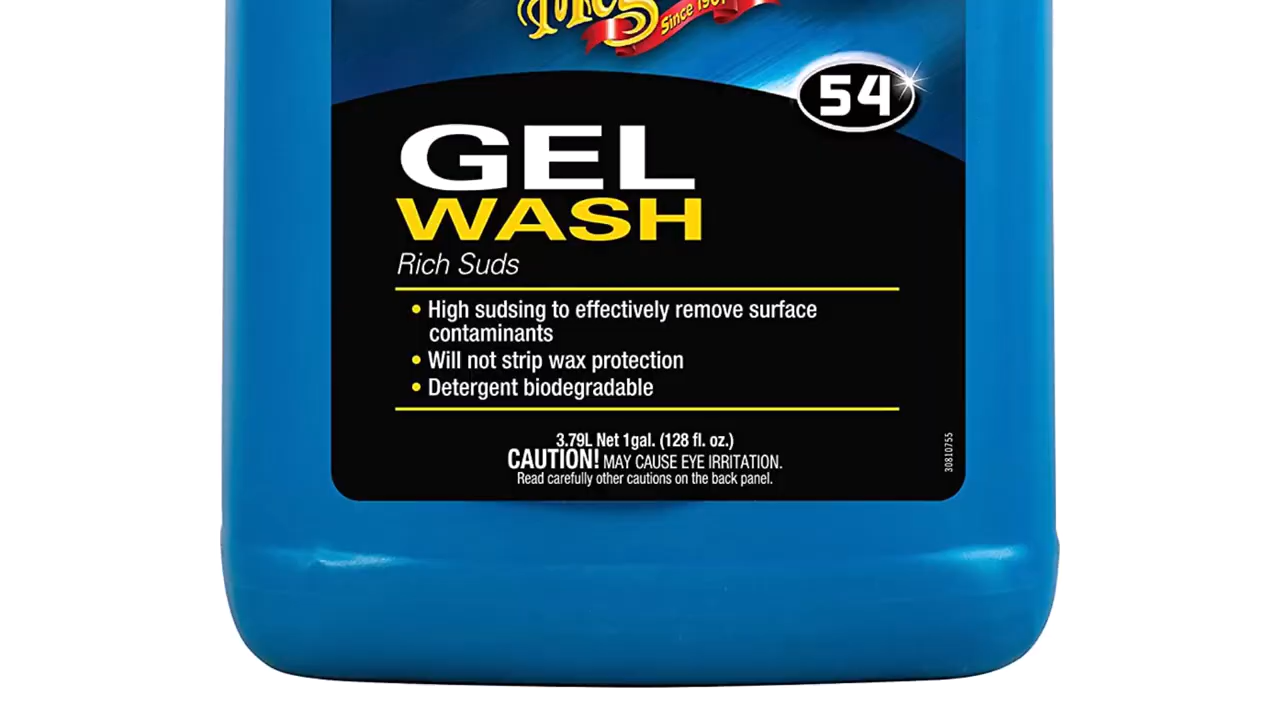 Since 1901
54
GEL
WASH
Rich Suds
• High sudsing to effectively remove surface
contaminants
• Will not strip wax protection
• Detergent biodegradable
3.79L Net 1gal. (128 fl. oz.)
CAUTION! MAY CAUSE EYE IRRITATION.
Read carefully other cautions on the back panel.
30810755